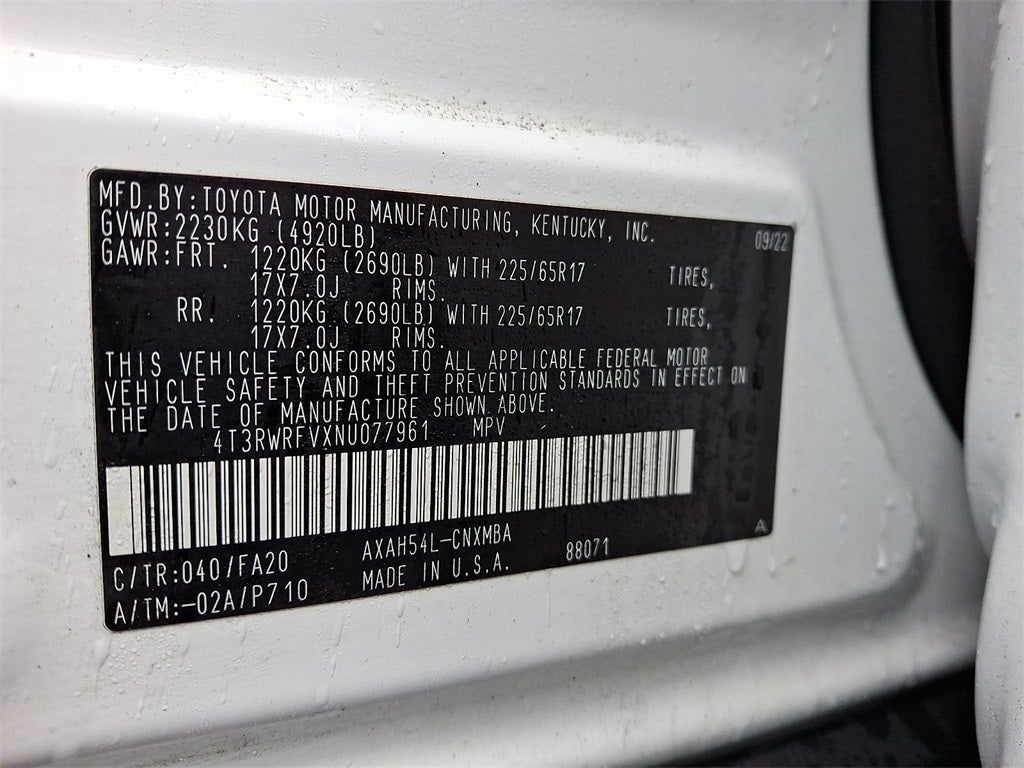 MFD.BY:TOYOTA MOTOR MANUFACTURING, KENTUCKY, INC. 09/22
GVWR:2230KG (4920LB)
GAWR:FRT. 1220KG (2690LB) WITH 225/65R17 TIRES,
17X7.0J RIMS.
RR. 1220KG (2690LB) WITH 225/65R17 TIRES,
17X7.0J RIMS.
THIS VEHICLE CONFORMS TO ALL APPLICABLE FEDERAL MOTOR
VEHICLE SAFETY AND THEFT PREVENTION STANDARDS IN EFFECT ON
THE DATE OF MANUFACTURE SHOWN ABOVE.
4T3RWRFVXNU077961 MPV
C/TR:040/FA20 AXAH54L-CNXMBA 88071 A
A/TM:-02A/P710 MADE IN U.S.A.